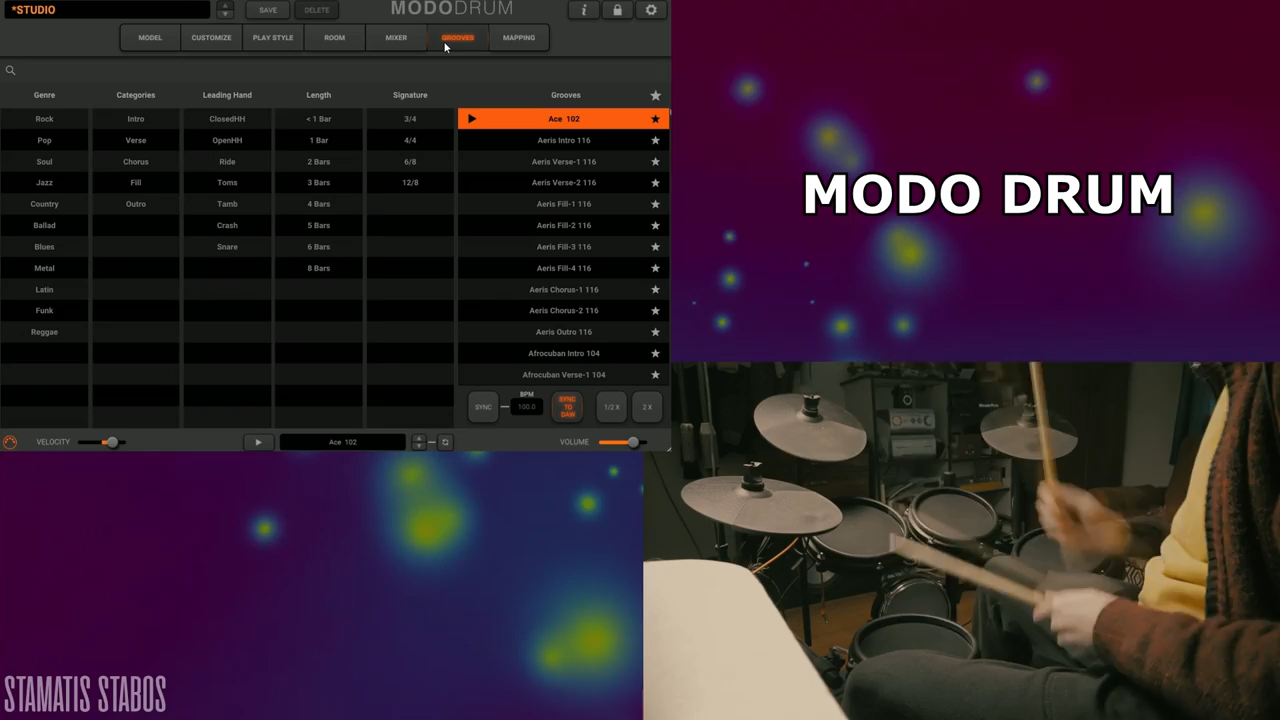 *STUDIO
SAVE
DELETE
MODODRUM
MODEL
CUSTOMIZE
PLAY STYLE
ROOM
MIXER
GROOVES
MAPPING
Genre
Categories
Leading Hand
Length
Signature
Grooves
Rock
Intro
ClosedHH
< 1 Bar
3/4
Ace 102
Pop
Verse
OpenHH
1 Bar
4/4
Aeris Intro 116
Soul
Chorus
Ride
2 Bars
6/8
Aeris Verse-1 116
Jazz
Fill
Toms
3 Bars
12/8
Aeris Verse-2 116
Country
Outro
Tamb
4 Bars
Aeris Fill-1 116
Ballad
Crash
5 Bars
Aeris Fill-2 116
Blues
Snare
6 Bars
Aeris Fill-3 116
Metal
8 Bars
Aeris Fill-4 116
Latin
Aeris Chorus-1 116
Funk
Aeris Chorus-2 116
Reggae
Aeris Outro 116
Afrocuban Intro 104
Afrocuban Verse-1 104
SYNC
BPM
100.0
SYNC
TO
DAW
1/2 X
2 X
VELOCITY
Ace 102
VOLUME
MODO DRUM
STAMATIS STABOS